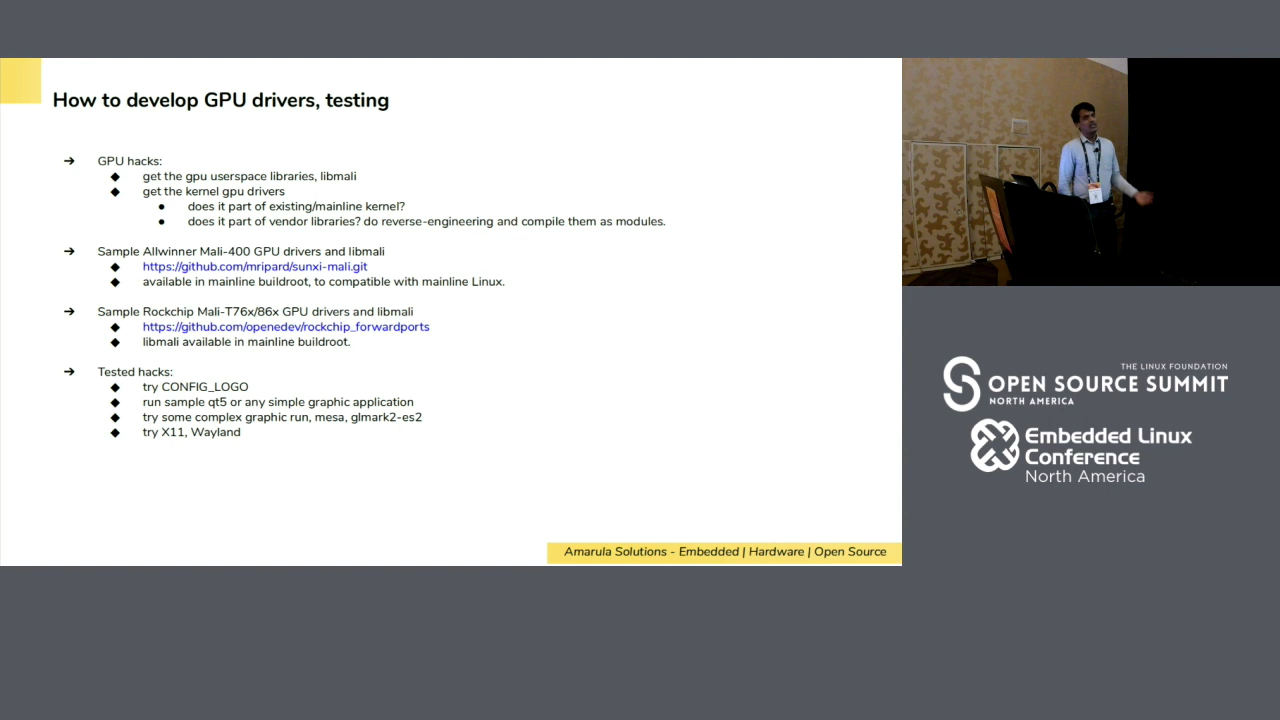 How to develop GPU drivers, testing
➔ GPU hacks:
◆ get the gpu userspace libraries, libmali
◆ get the kernel gpu drivers
● does it part of existing/mainline kernel?
● does it part of vendor libraries? do reverse-engineering and compile them as modules.
➔ Sample Allwinner Mali-400 GPU drivers and libmali
◆ https://github.com/mripard/sunxi-mali.git
◆ available in mainline buildroot, to compatible with mainline Linux.
➔ Sample Rockchip Mali-T76x/86x GPU drivers and libmali
◆ https://github.com/openedev/rockchip_forwardports
◆ libmali available in mainline buildroot.
➔ Tested hacks:
◆ try CONFIG_LOGO
◆ run sample qt5 or any simple graphic application
◆ try some complex graphic run, mesa, glmark2-es2
◆ try X11, Wayland
Amarula Solutions - Embedded | Hardware | Open Source
THE LINUX FOUNDATION
OPEN SOURCE SUMMIT
NORTH AMERICA
Embedded Linux
Conference
North America